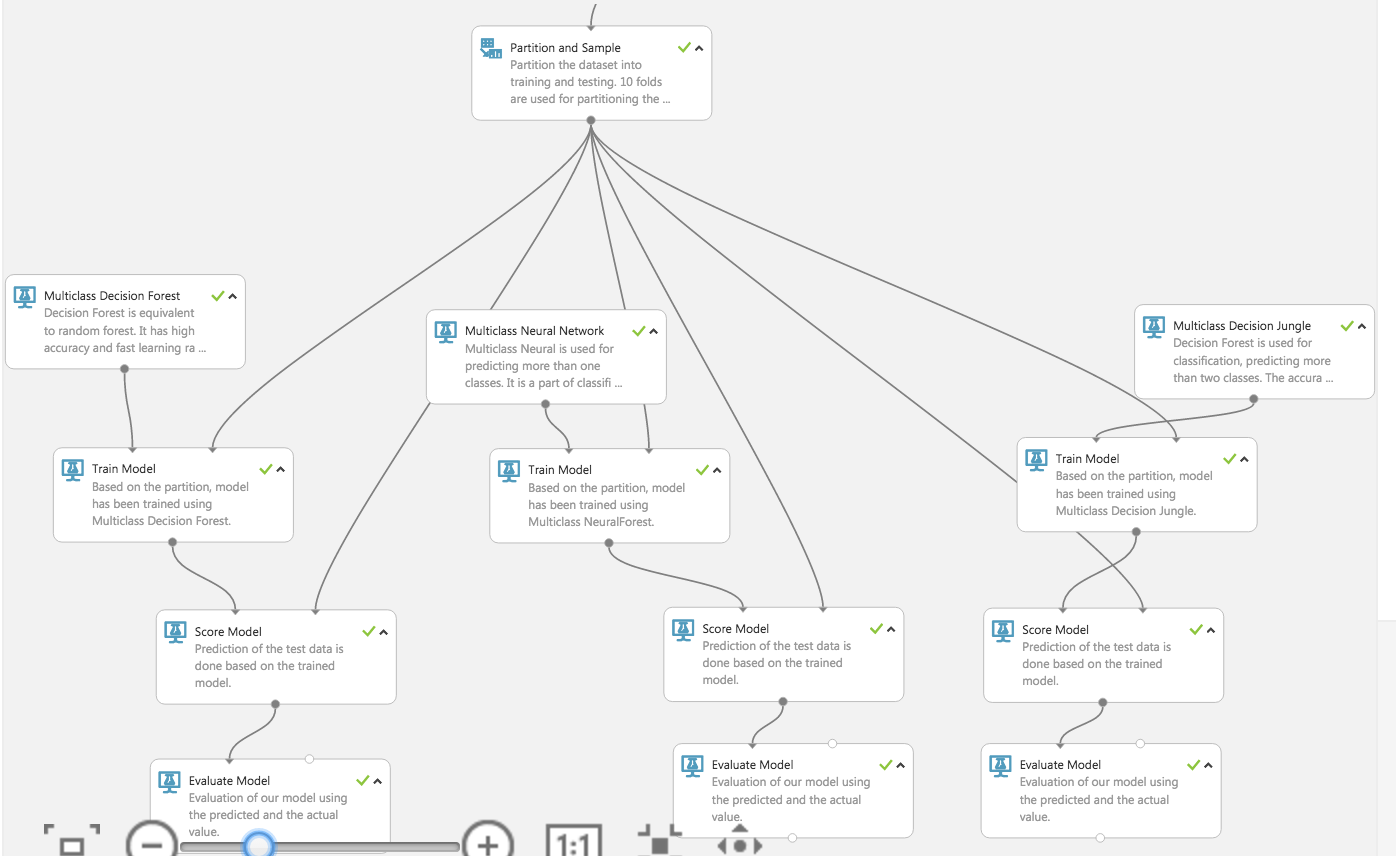 Partition and Sample
Partition the dataset into
training and testing. 10 folds
are used for partitioning the ...
Multiclass Decision Forest
Decision Forest is equivalent
to random forest. It has high
accuracy and fast learning ra ...
Multiclass Neural Network
Multiclass Neural is used for
predicting more than one
classes. It is a part of classifi ...
Multiclass Decision Jungle
Decision Forest is used for
classification, predicting more
than two classes. The accura ...
Train Model
Based on the partition, model
has been trained using
Multiclass Decision Forest.
Train Model
Based on the partition, model
has been trained using
Multiclass NeuralForest.
Train Model
Based on the partition, model
has been trained using
Multiclass Decision Jungle.
Score Model
Prediction of the test data is
done based on the trained
model.
Score Model
Prediction of the test data is
done based on the trained
model.
Score Model
Prediction of the test data is
done based on the trained
model.
Evaluate Model
Evaluation of our model using
the predicted and the actual
value.
Evaluate Model
Evaluation of our model using
the predicted and the actual
value.
Evaluate Model
Evaluation of our model using
the predicted and the actual
value.
1:1